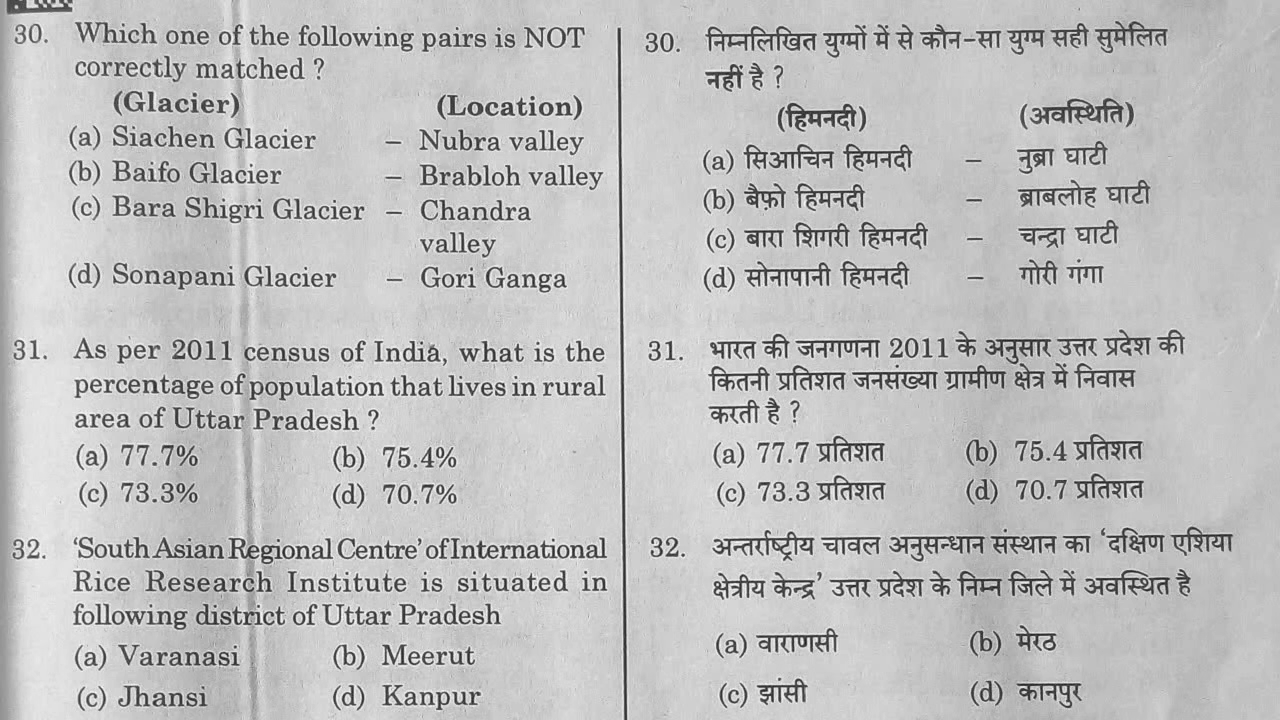 30. Which one of the following pairs is NOT
correctly matched ?
(Glacier) (Location)
(a) Siachen Glacier – Nubra valley
(b) Baifo Glacier – Brabloh valley
(c) Bara Shigri Glacier – Chandra
valley
(d) Sonapani Glacier – Gori Ganga
31. As per 2011 census of India, what is the
percentage of population that lives in rural
area of Uttar Pradesh ?
(a) 77.7% (b) 75.4%
(c) 73.3% (d) 70.7%
32. 'South Asian Regional Centre' of International
Rice Research Institute is situated in
following district of Uttar Pradesh
(a) Varanasi (b) Meerut
(c) Jhansi (d) Kanpur
30. निम्नलिखित युग्मों में से कौन-सा युग्म सही सुमेलित
नहीं है ?
(हिमनदी) (अवस्थिति)
(a) सिआचिन हिमनदी – नुब्रा घाटी
(b) बैफ़ो हिमनदी – ब्राबलोह घाटी
(c) बारा शिगरी हिमनदी – चन्द्रा घाटी
(d) सोनापानी हिमनदी – गोरी गंगा
31. भारत की जनगणना 2011 के अनुसार उत्तर प्रदेश की
कितनी प्रतिशत जनसंख्या ग्रामीण क्षेत्र में निवास
करती है ?
(a) 77.7 प्रतिशत (b) 75.4 प्रतिशत
(c) 73.3 प्रतिशत (d) 70.7 प्रतिशत
32. अन्तर्राष्ट्रीय चावल अनुसन्धान संस्थान का 'दक्षिण एशिया
क्षेत्रीय केन्द्र' उत्तर प्रदेश के निम्न जिले में अवस्थित है
(a) वाराणसी (b) मेरठ
(c) झांसी (d) कानपुर